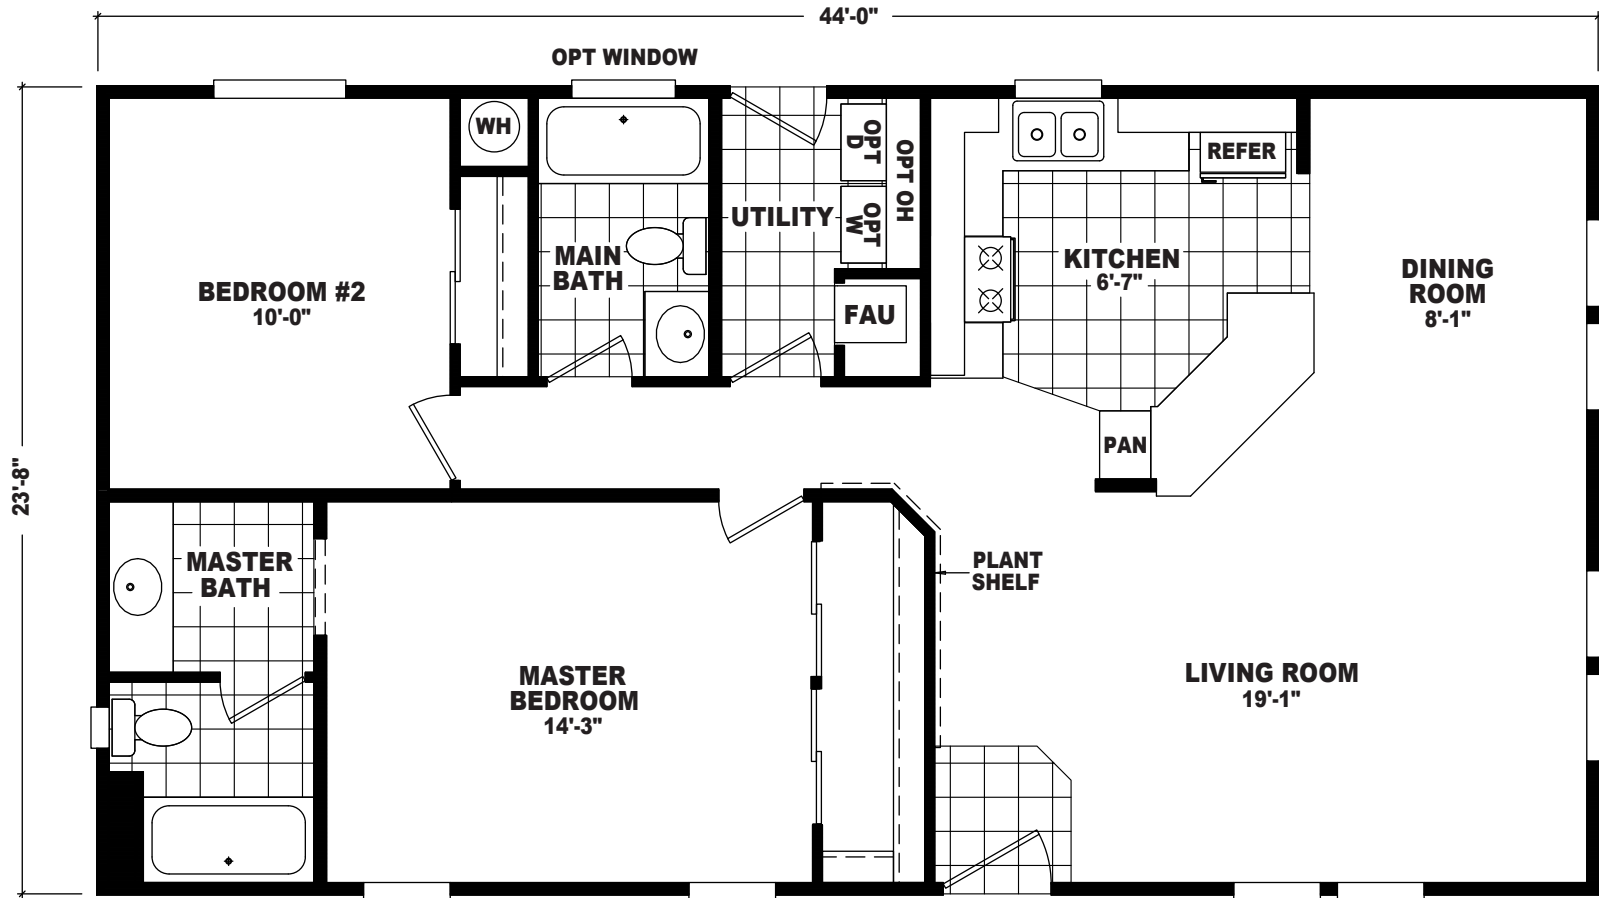 44'-0"
OPT WINDOW
WH
OPT
D
OPT OH
REFER
UTILITY
OPT
W
MAIN
BATH
KITCHEN
6'-7"
DINING
ROOM
8'-1"
BEDROOM #2
10'-0"
FAU
PAN
23'-8"
MASTER
BATH
PLANT
SHELF
MASTER
BEDROOM
14'-3"
LIVING ROOM
19'-1"